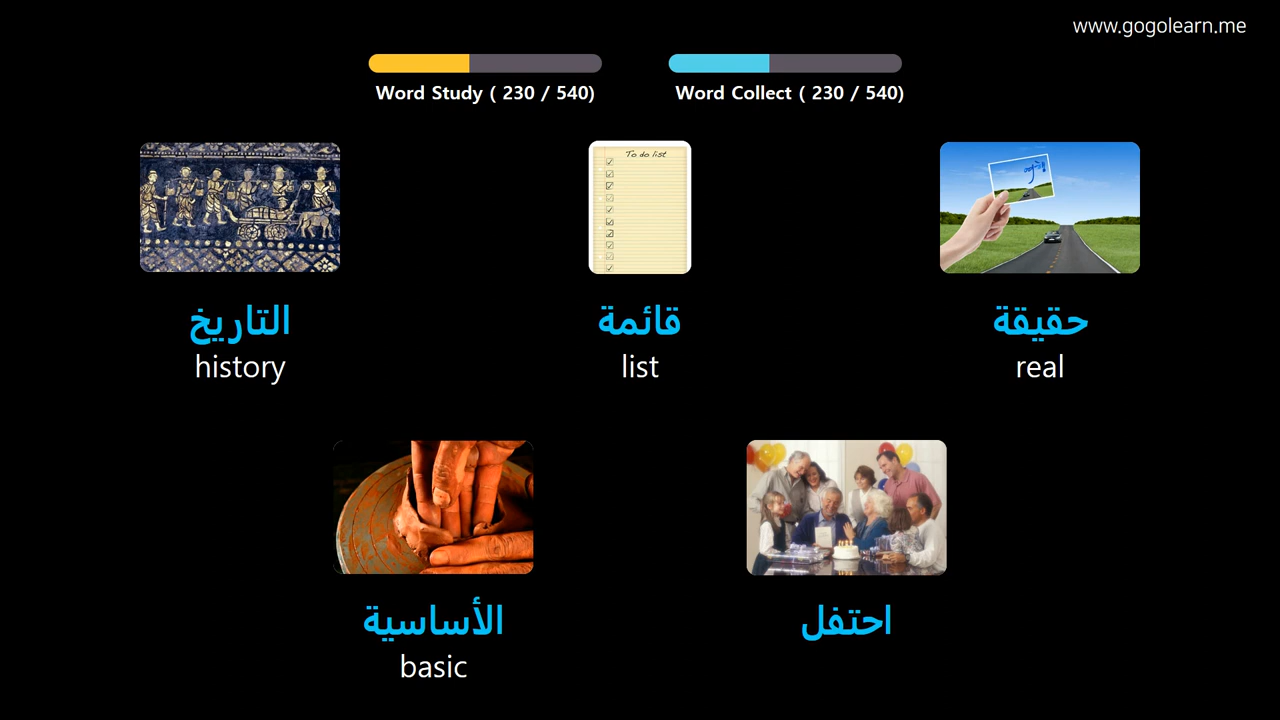 www.gogolearn.me
Word Study ( 230 / 540)
Word Collect ( 230 / 540)
To do list
التاريخ
history
قائمة
list
حقيقة
real
الأساسية
basic
احتفل